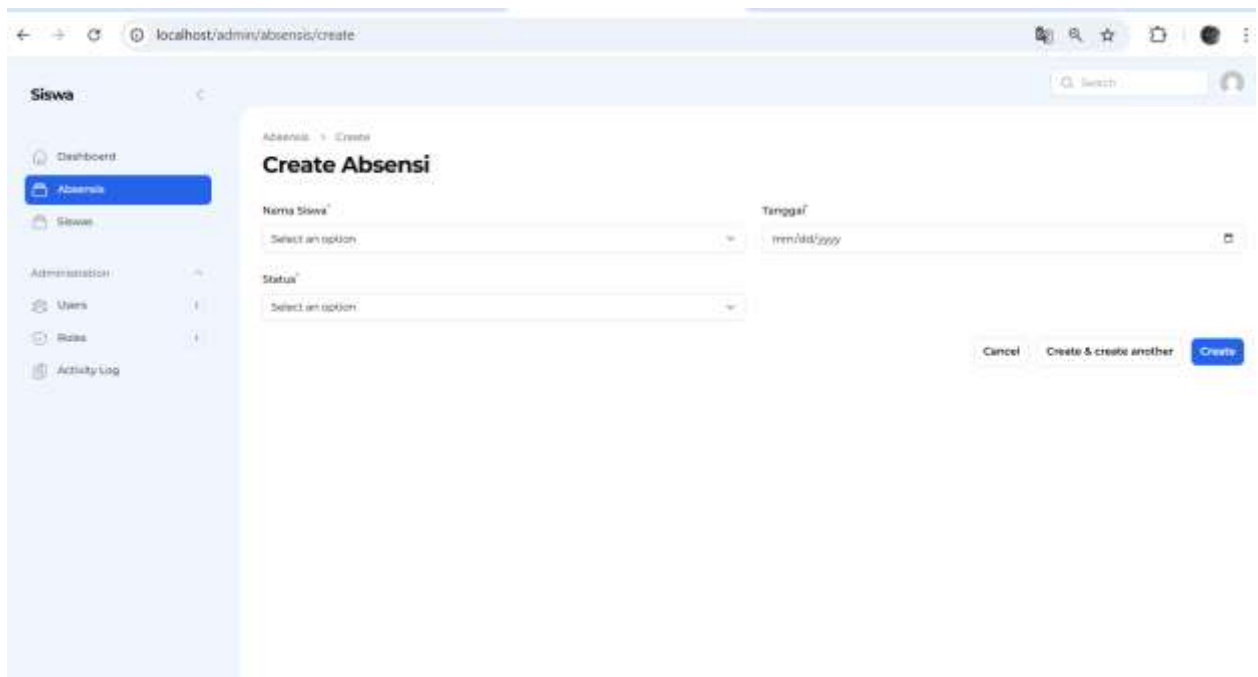 localhost/admin/absensis/create
Siswa
Search
Absensis > Create
Create Absensi
Dashboard
Absensis
Siswas
Nama Siswa*
Tanggal*
Select an option
mm/dd/yyyy
Status*
Select an option
Administration
Users 1
Roles
Activity Log
Cancel
Create & create another
Create